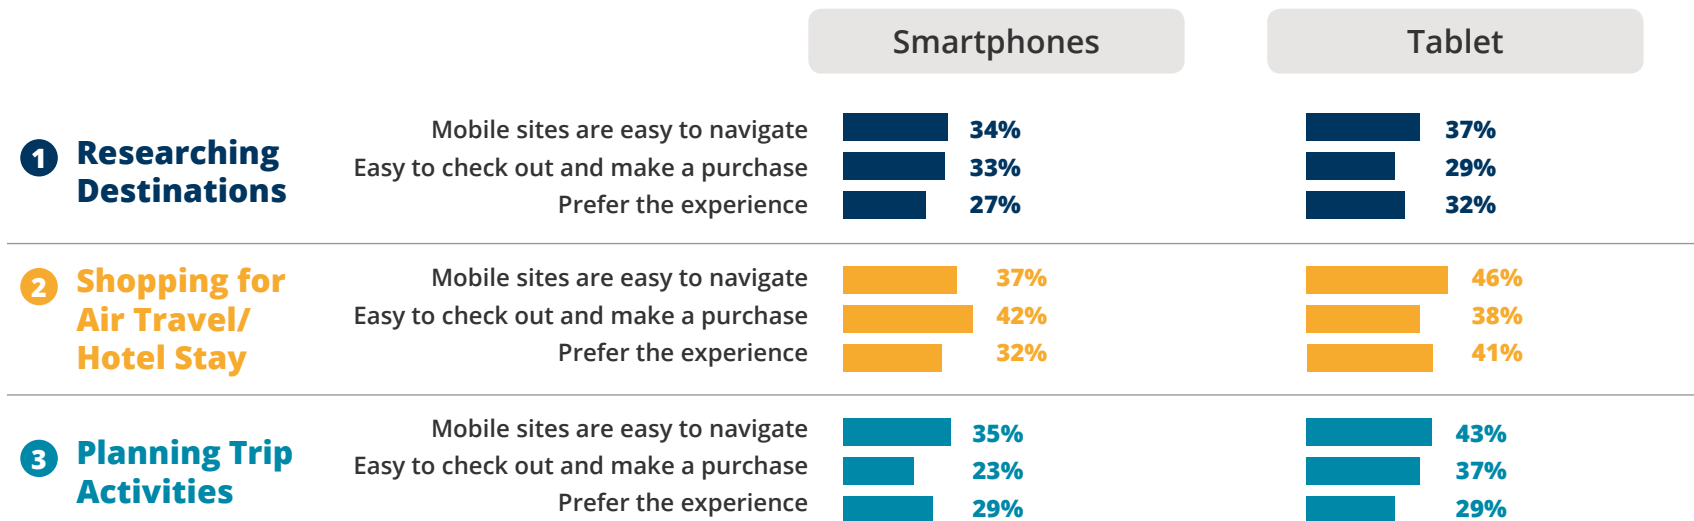 Smartphones Tablet
1 Researching Destinations
Mobile sites are easy to navigate 34% 37%
Easy to check out and make a purchase 33% 29%
Prefer the experience 27% 32%
2 Shopping for Air Travel/ Hotel Stay
Mobile sites are easy to navigate 37% 46%
Easy to check out and make a purchase 42% 38%
Prefer the experience 32% 41%
3 Planning Trip Activities
Mobile sites are easy to navigate 35% 43%
Easy to check out and make a purchase 23% 37%
Prefer the experience 29% 29%